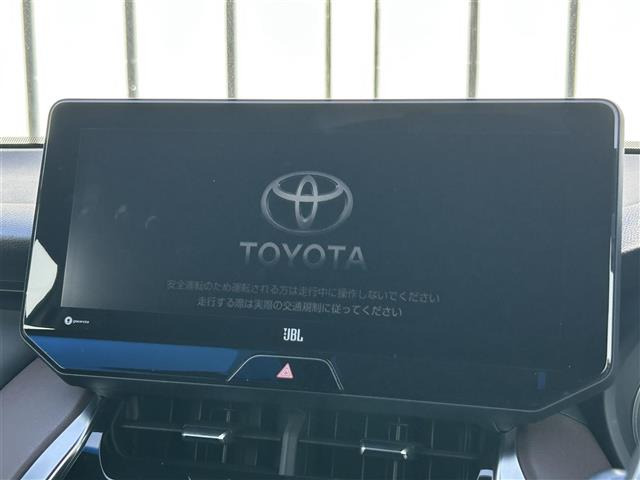 TOYOTA
安全運転のため運転される方は走行中に操作しないでください
走行する際は実際の交通規制に従ってください
JBL